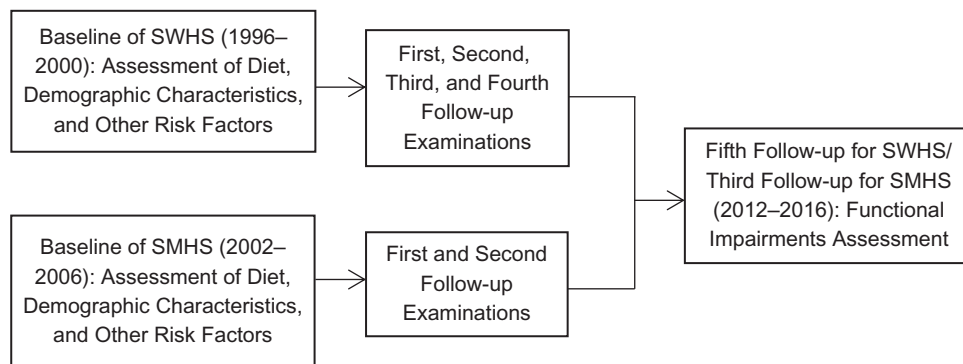 Baseline of SWHS (1996–
2000): Assessment of Diet,
Demographic Characteristics,
and Other Risk Factors
First, Second,
Third, and Fourth
Follow-up
Examinations
Baseline of SMHS (2002–
2006): Assessment of Diet,
Demographic Characteristics,
and Other Risk Factors
First and Second
Follow-up
Examinations
Fifth Follow-up for SWHS/
Third Follow-up for SMHS
(2012–2016): Functional
Impairments Assessment